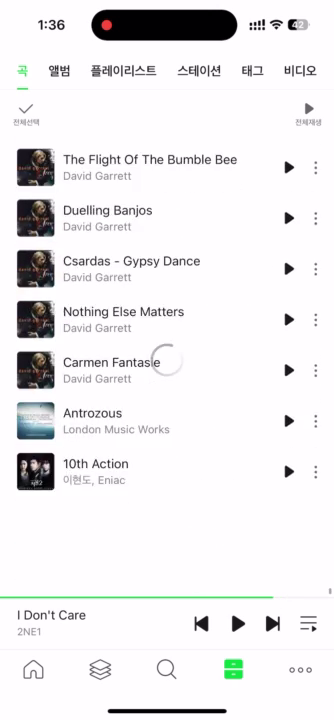 1:36
42
곡 앨범 플레이리스트 스테이션 태그 비디오
전체선택 전체재생
The Flight Of The Bumble Bee
David Garrett
Duelling Banjos
David Garrett
Csardas - Gypsy Dance
David Garrett
Nothing Else Matters
David Garrett
Carmen Fantasie
David Garrett
Antrozous
London Music Works
10th Action
이현도, Eniac
I Don't Care
2NE1